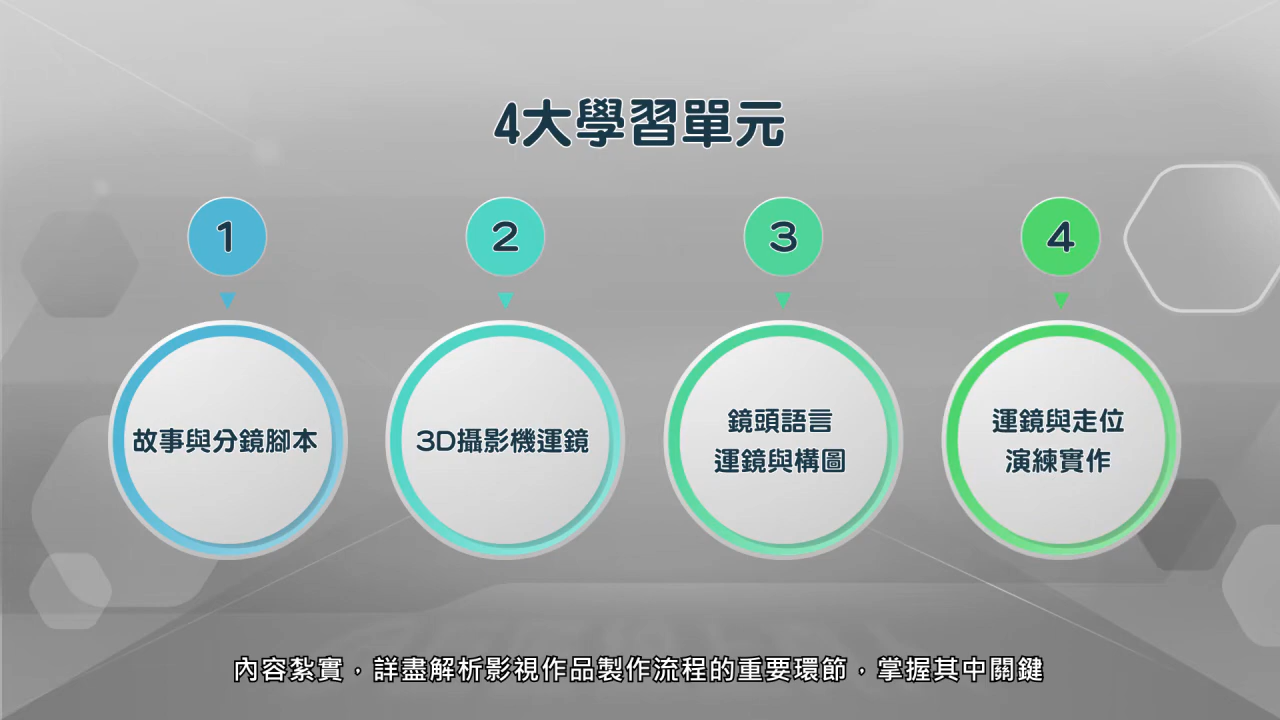 4大學習單元
1
2
3
4
故事與分鏡腳本
3D攝影機運鏡
鏡頭語言
運鏡與構圖
運鏡與走位
演練實作
內容紮實，詳盡解析影視作品製作流程的重要環節，掌握其中關鍵